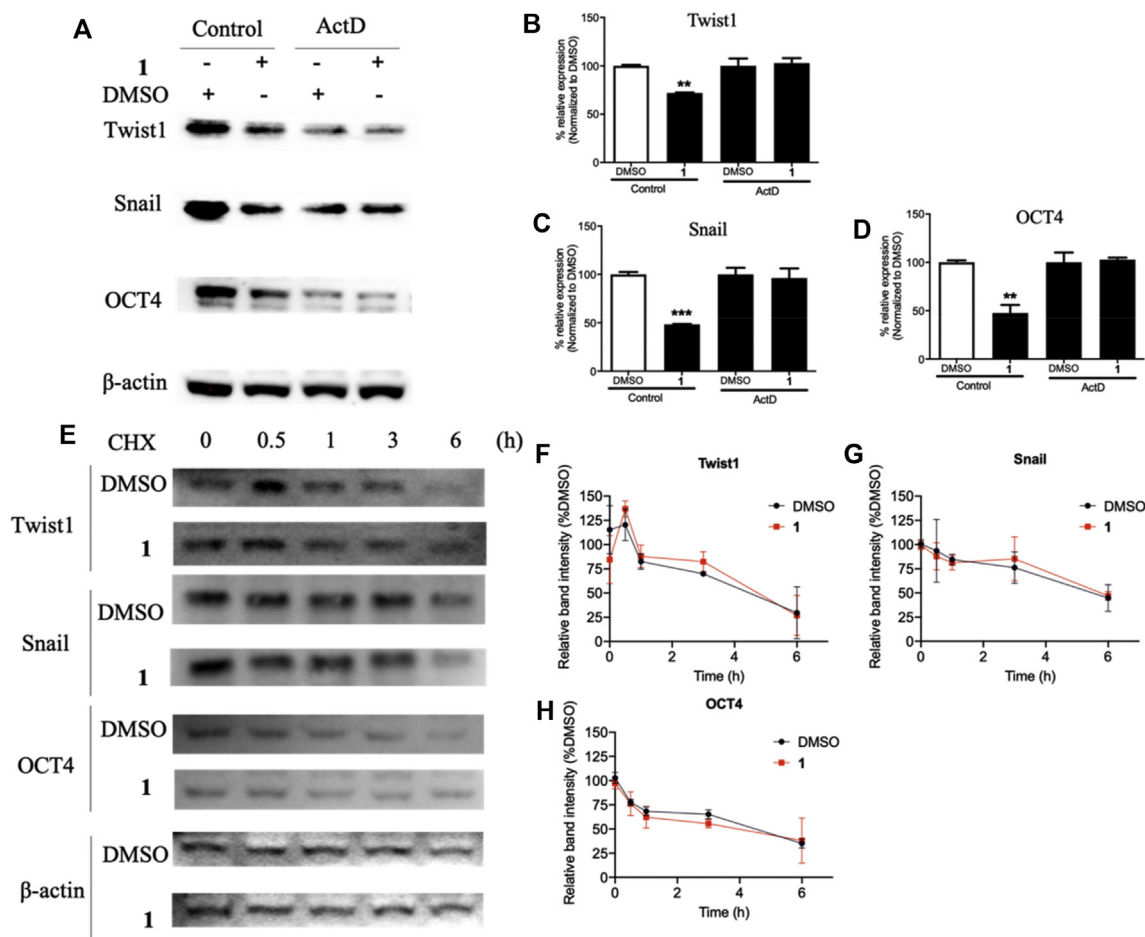 A
Control ActD
1 - + - +
DMSO + - + -
Twist1
Snail
OCT4
β-actin
B
Twist1
% relative expression
(Normalized to DMSO)
150
100
50
0
**
DMSO 1 DMSO 1
Control ActD
C
Snail
% relative expression
(Normalized to DMSO)
150
100
50
0
***
DMSO 1 DMSO 1
Control ActD
D
OCT4
% relative expression
(Normalized to DMSO)
150
100
50
0
**
DMSO 1 DMSO 1
Control ActD
E
CHX 0 0.5 1 3 6 (h)
Twist1
DMSO
1
Snail
DMSO
1
OCT4
DMSO
1
β-actin
DMSO
1
F
Twist1
Relative band intensity (%DMSO)
150
125
100
75
50
25
0
0 2 4 6
Time (h)
DMSO
1
G
Snail
Relative band intensity (%DMSO)
150
125
100
75
50
25
0
0 2 4 6
Time (h)
DMSO
1
H
OCT4
Relative band intensity (%DMSO)
150
125
100
75
50
25
0
0 2 4 6
Time (h)
DMSO
1